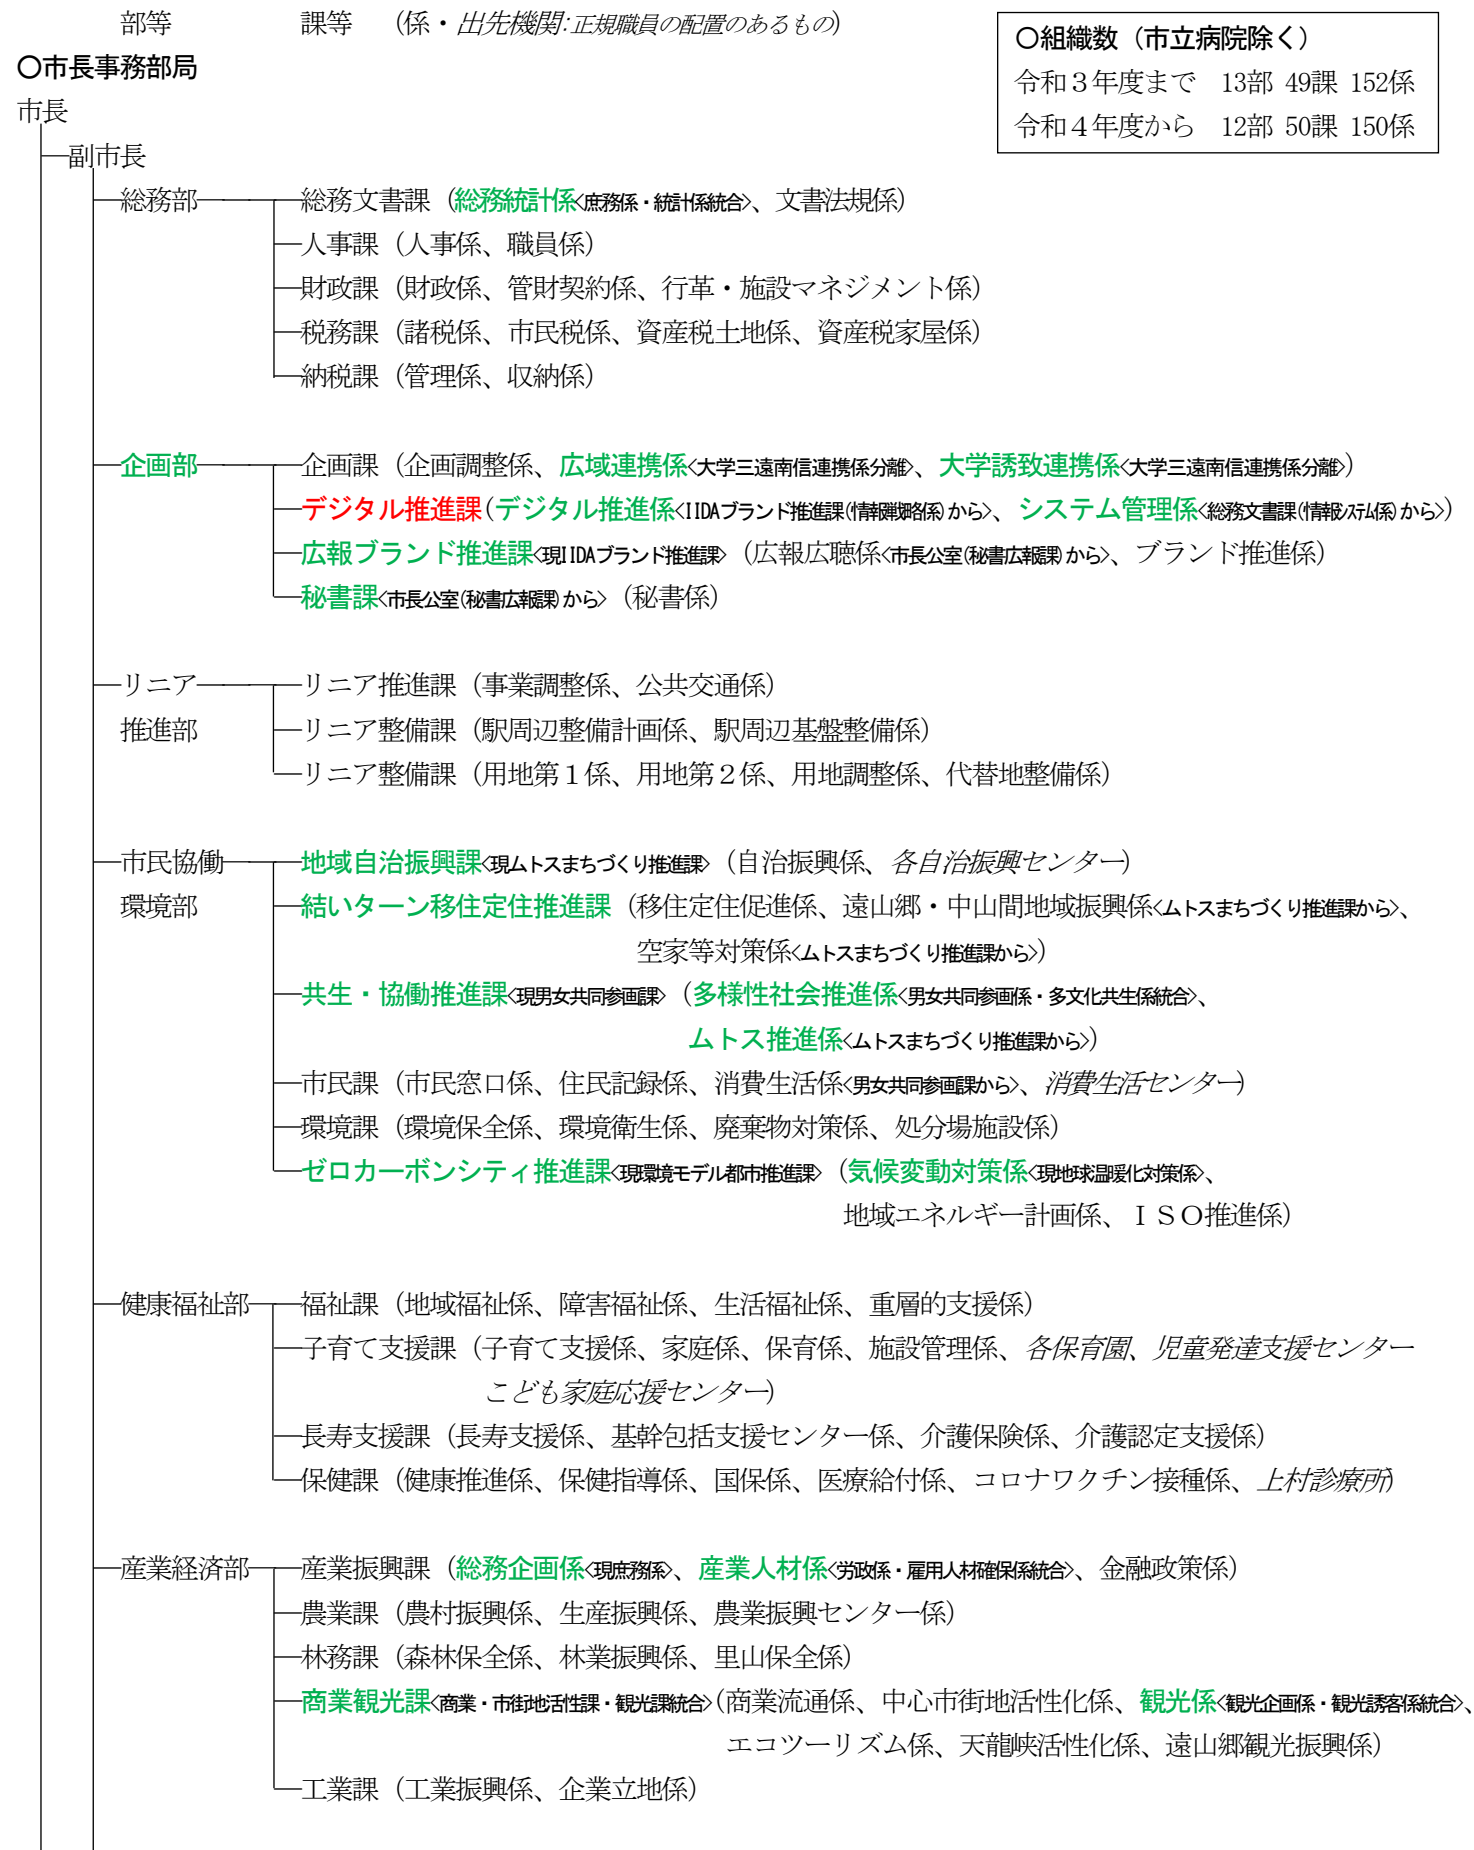 部等　課等　（係・出先機関:正規職員の配置のあるもの）
〇組織数（市立病院除く）
令和３年度まで　13部 49課 152係
令和４年度から　12部 50課 150係
〇市長事務部局
市長
副市長
総務部　総務文書課（総務統計係<庶務係・統計係統合>、文書法規係）
人事課（人事係、職員係）
財政課（財政係、管財契約係、行革・施設マネジメント係）
税務課（諸税係、市民税係、資産税土地係、資産税家屋係）
納税課（管理係、収納係）
企画部　企画課（企画調整係、広域連携係<大学三遠南信連携係分離>、大学誘致連携係<大学三遠南信連携係分離>）
デジタル推進課(デジタル推進係<IIDAブランド推進課(情報戦略係)から>、システム管理係<総務文書課(情報システム係)から>)
広報ブランド推進課<現IIDAブランド推進課>（広報広聴係<市長公室(秘書広報課)から>、ブランド推進係）
秘書課<市長公室(秘書広報課)から>（秘書係）
リニア　リニア推進課（事業調整係、公共交通係）
推進部　リニア整備課（駅周辺整備計画係、駅周辺基盤整備係）
リニア整備課（用地第１係、用地第２係、用地調整係、代替地整備係）
市民協働　地域自治振興課<現ムトスまちづくり推進課>（自治振興係、各自治振興センター）
環境部　結いターン移住定住推進課（移住定住促進係、遠山郷・中山間地域振興係<ムトスまちづくり推進課から>、
空家等対策係<ムトスまちづくり推進課から>）
共生・協働推進課<現男女共同参画課>（多様性社会推進係<男女共同参画係・多文化共生係統合>、
ムトス推進係<ムトスまちづくり推進課から>）
市民課（市民窓口係、住民記録係、消費生活係<男女共同参画課から>、消費生活センター）
環境課（環境保全係、環境衛生係、廃棄物対策係、処分場施設係）
ゼロカーボンシティ推進課<現環境モデル都市推進課>（気候変動対策係<現地球温暖化対策係>、
地域エネルギー計画係、ＩＳＯ推進係）
健康福祉部　福祉課（地域福祉係、障害福祉係、生活福祉係、重層的支援係）
子育て支援課（子育て支援係、家庭係、保育係、施設管理係、各保育園、児童発達支援センター
こども家庭応援センター）
長寿支援課（長寿支援係、基幹包括支援センター係、介護保険係、介護認定支援係）
保健課（健康推進係、保健指導係、国保係、医療給付係、コロナワクチン接種係、上村診療所）
産業経済部　産業振興課（総務企画係<現庶務係>、産業人材係<労政係・雇用人材確保係統合>、金融政策係）
農業課（農村振興係、生産振興係、農業振興センター係）
林務課（森林保全係、林業振興係、里山保全係）
商業観光課<商業・市街地活性課・観光課統合>(商業流通係、中心市街地活性化係、観光係<観光企画係・観光誘客係統合>、
エコツーリズム係、天龍峡活性化係、遠山郷観光振興係）
工業課（工業振興係、企業立地係）